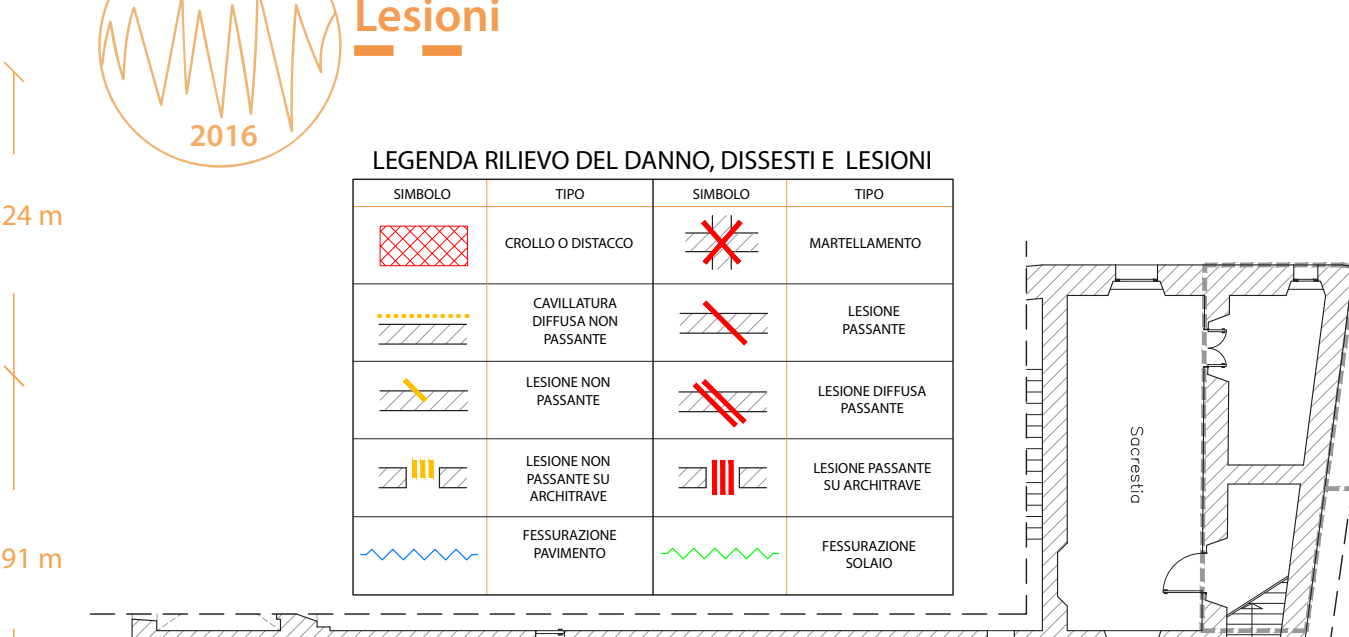 Lesioni
2016
LEGENDA RILIEVO DEL DANNO, DISSESTI E LESIONI
SIMBOLO
TIPO
SIMBOLO
TIPO
CROLLO O DISTACCO
MARTELLAMENTO
CAVILLATURA
DIFFUSA NON
PASSANTE
LESIONE
PASSANTE
LESIONE NON
PASSANTE
LESIONE DIFFUSA
PASSANTE
LESIONE NON
PASSANTE SU
ARCHITRAVE
LESIONE PASSANTE
SU ARCHITRAVE
FESSURAZIONE
PAVIMENTO
FESSURAZIONE
SOLAIO
24 m
91 m
Sacrestia